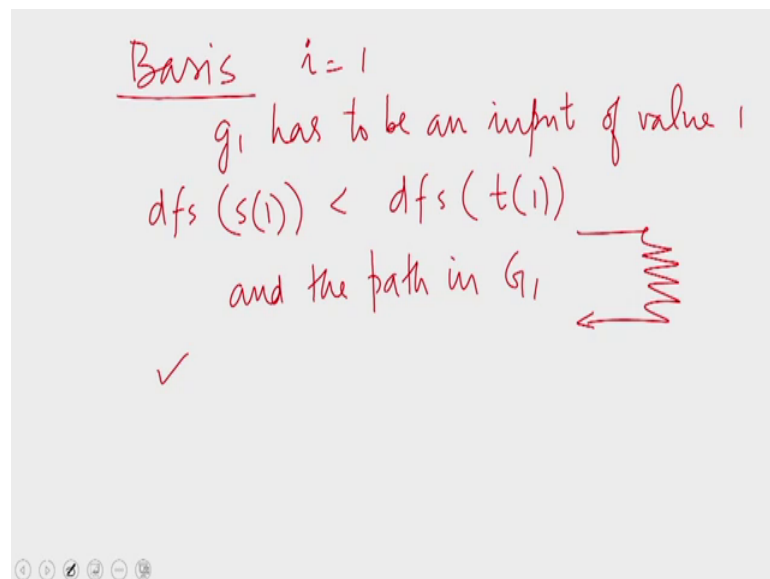 Basis i = 1
g₁ has to be an input of value 1
dfs (s(1)) < dfs (t(1))
and the path in G₁
✓